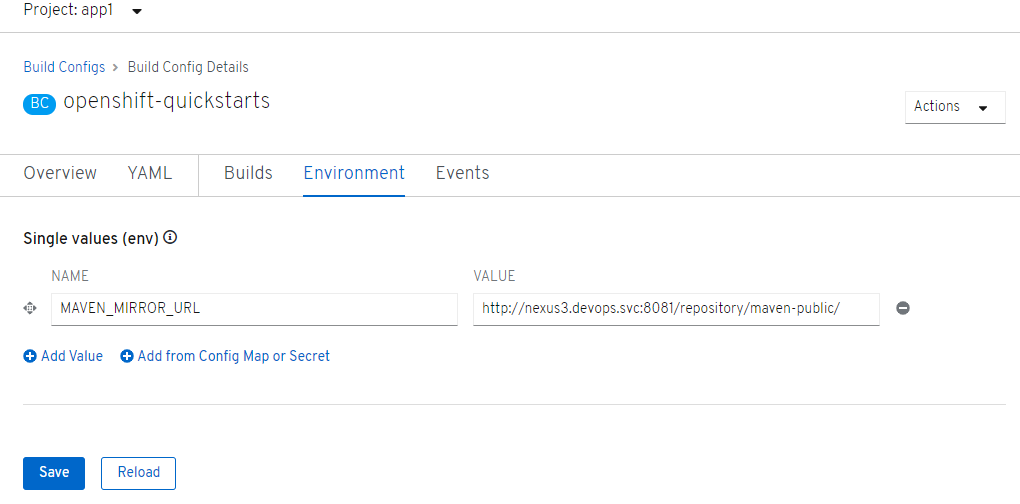 Project: app1
Build Configs > Build Config Details
BC openshift-quickstarts
Actions
Overview YAML Builds Environment Events
Single values (env)
NAME VALUE
MAVEN_MIRROR_URL http://nexus3.devops.svc:8081/repository/maven-public/
Add Value Add from Config Map or Secret
Save Reload